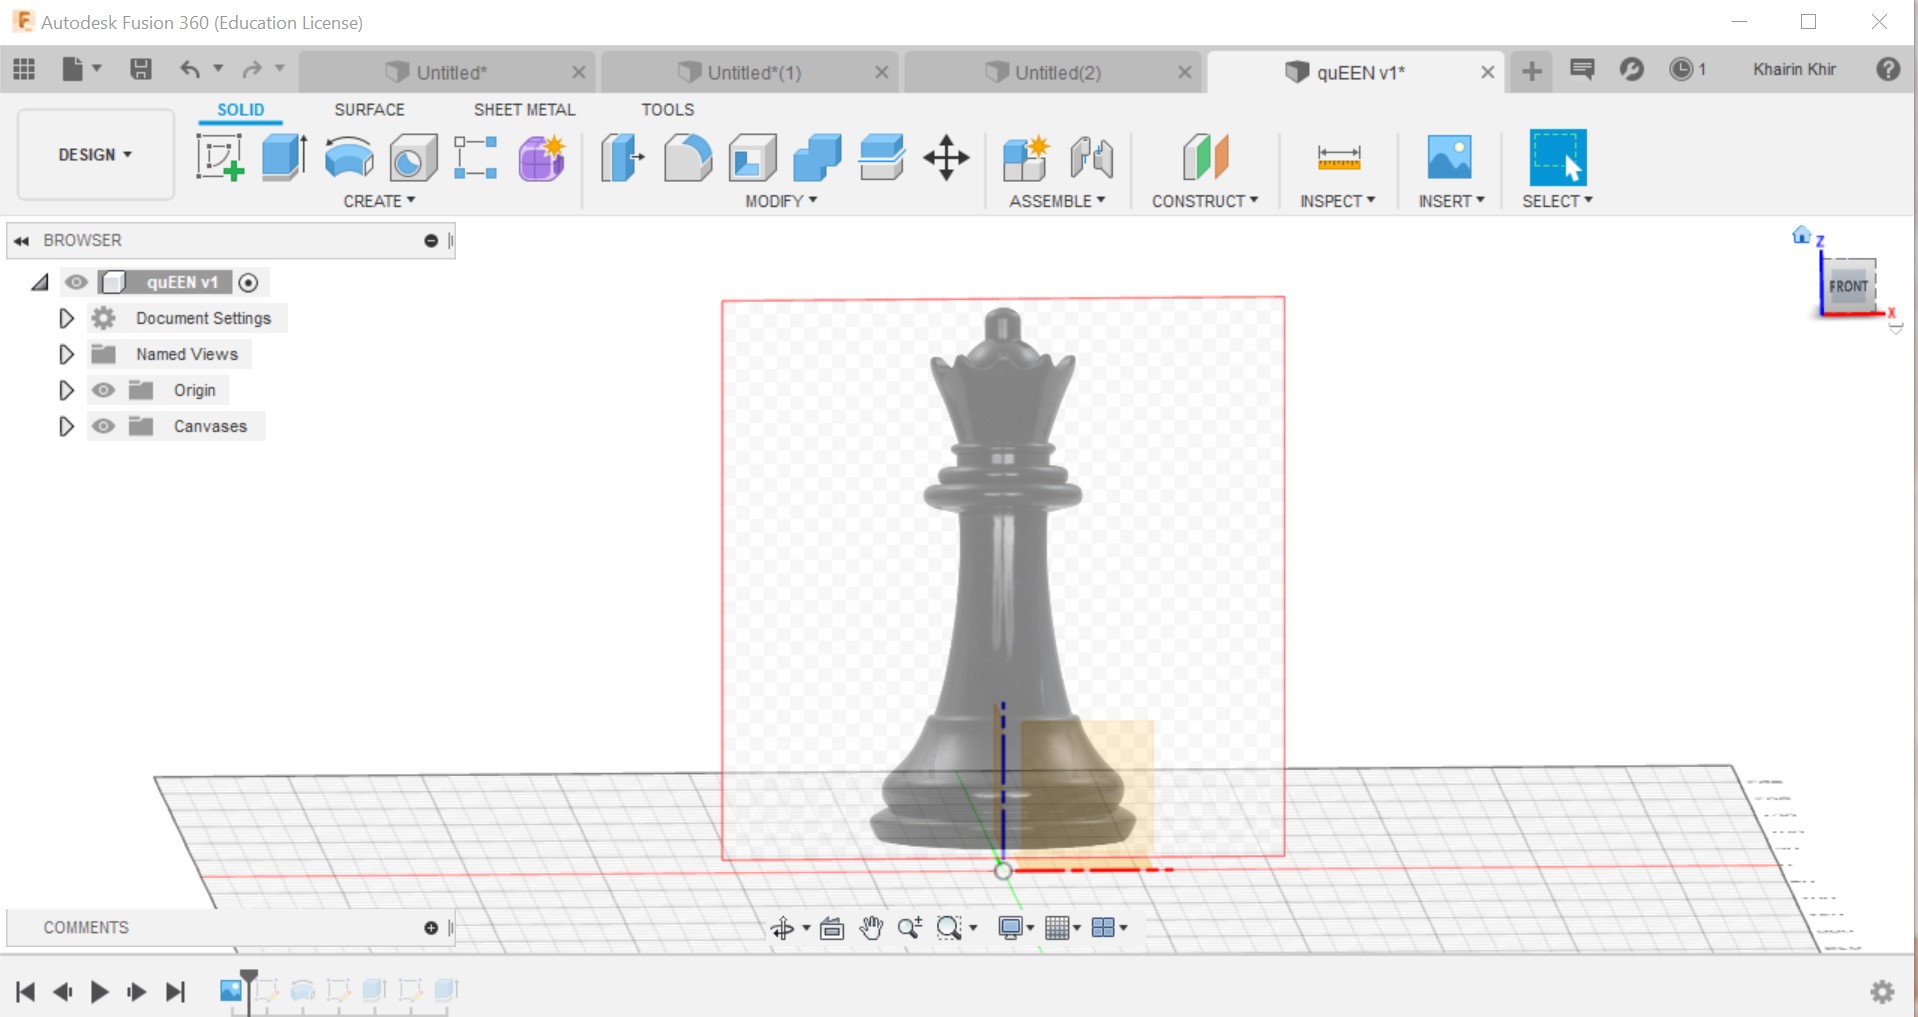 Autodesk Fusion 360 (Education License)
Untitled*
Untitled*(1)
Untitled(2)
quEEN v1*
1
Khairin Khir
DESIGN
SOLID
SURFACE
SHEET METAL
TOOLS
CREATE
MODIFY
ASSEMBLE
CONSTRUCT
INSPECT
INSERT
SELECT
BROWSER
quEEN v1
Document Settings
Named Views
Origin
Canvases
Z
FRONT
X
COMMENTS